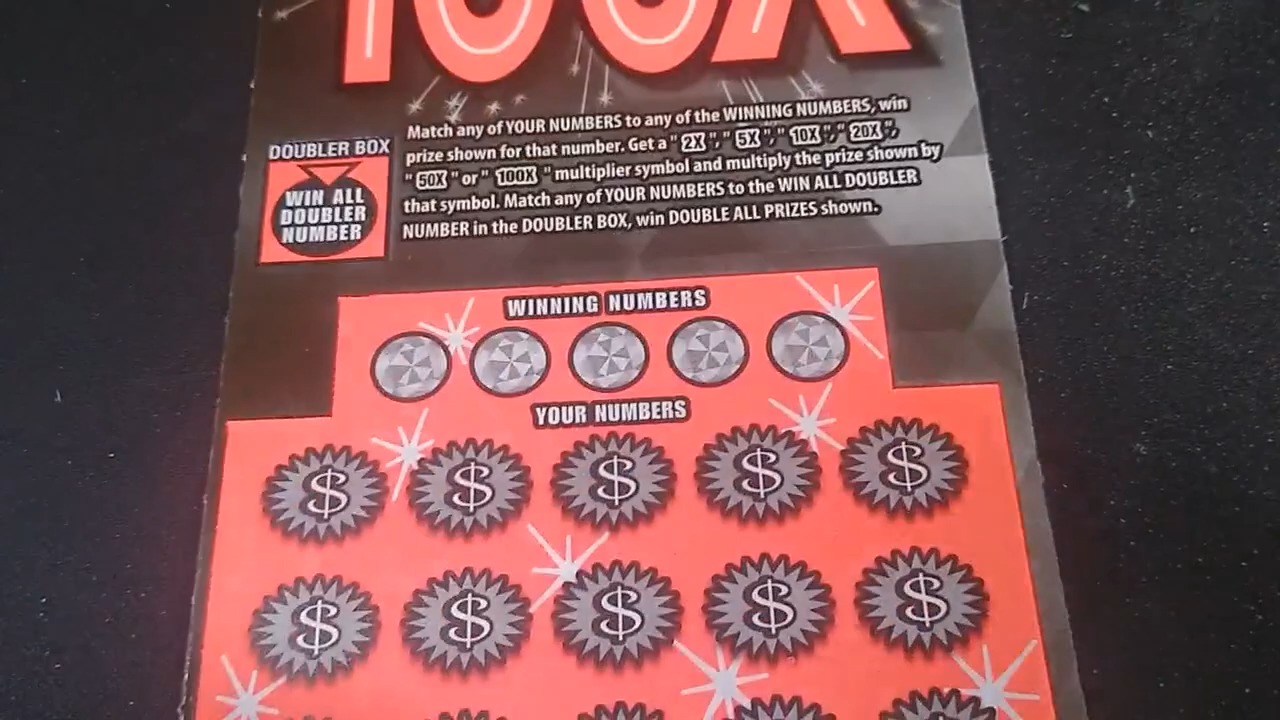 100X
Match any of YOUR NUMBERS to any of the WINNING NUMBERS, win
prize shown for that number. Get a "2X", "5X", "10X", "20X",
"50X" or "100X" multiplier symbol and multiply the prize shown by
that symbol. Match any of YOUR NUMBERS to the WIN ALL DOUBLER
NUMBER in the DOUBLER BOX, win DOUBLE ALL PRIZES shown.
DOUBLER BOX
WIN ALL
DOUBLER
NUMBER
WINNING NUMBERS
YOUR NUMBERS
$ $ $ $ $
$ $ $ $ $